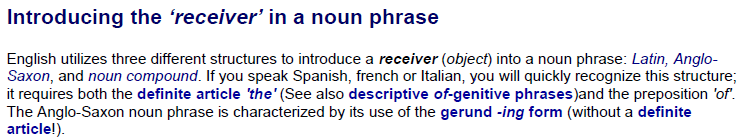 Introducing the ‘receiver’ in a noun phrase
English utilizes three different structures to introduce a receiver (object) into a noun phrase: Latin, Anglo-
Saxon, and noun compound. If you speak Spanish, french or Italian, you will quickly recognize this structure;
it requires both the definite article 'the' (See also descriptive of-genitive phrases)and the preposition 'of'.
The Anglo-Saxon noun phrase is characterized by its use of the gerund -ing form (without a definite
article!).